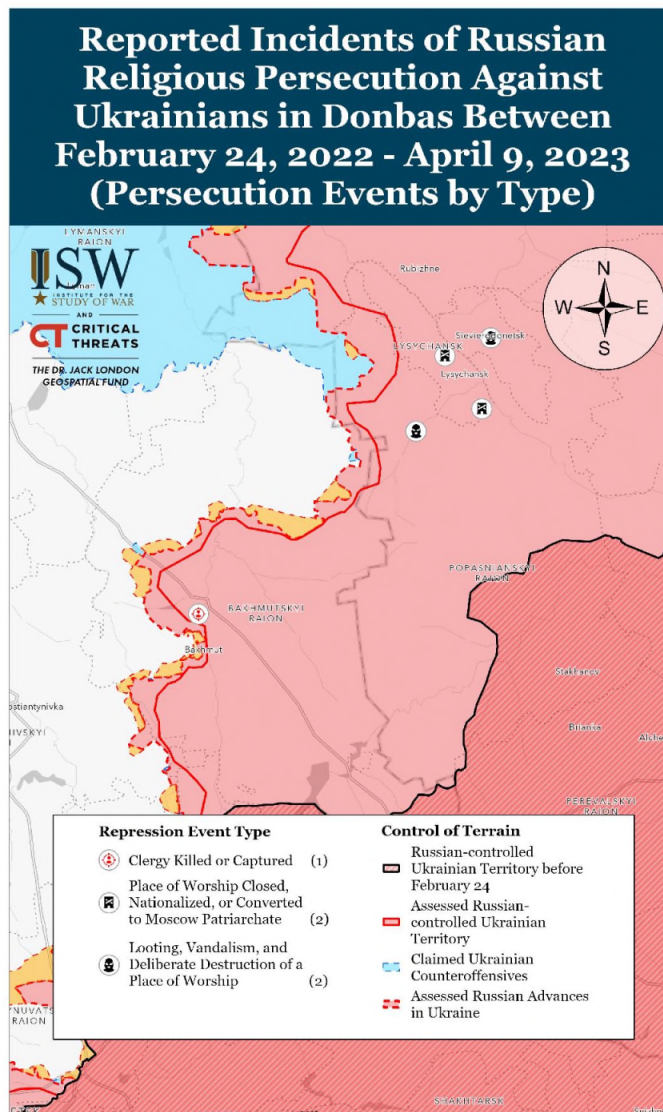 Reported Incidents of Russian
Religious Persecution Against
Ukrainians in Donbas Between
February 24, 2022 - April 9, 2023
(Persecution Events by Type)
LYMANSKYI
RAION
ISW
INSTITUTE FOR THE
STUDY OF WAR
AND
CT CRITICAL
THREATS
THE DR. JACK LONDON
GEOSPATIAL FUND
N
W E
S
Rubizhne
LYSYCHANSK
Lysychansk
POPASNIANSKYI
RAION
BAKHMUTSKYI
RAION
Bakhmut
Stakhanov
Brianka
PEREVALSKYI
RAION
Repression Event Type
Clergy Killed or Captured (1)
Place of Worship Closed,
Nationalized, or Converted
to Moscow Patriarchate (2)
Looting, Vandalism, and
Deliberate Destruction of a
Place of Worship (2)
Control of Terrain
Russian-controlled
Ukrainian Territory before
February 24
Assessed Russian-
controlled Ukrainian
Territory
Claimed Ukrainian
Counteroffensives
Assessed Russian Advances
in Ukraine
RAION
SHAKHTARSK